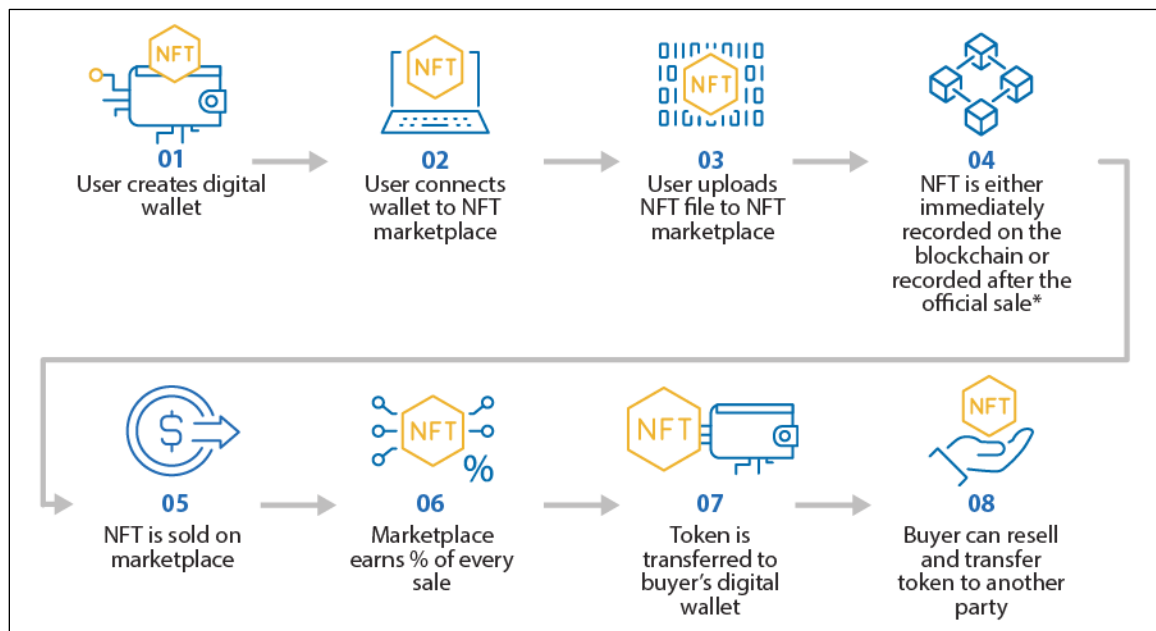 NFT
01
User creates digital
wallet
NFT
02
User connects
wallet to NFT
marketplace
NFT
03
User uploads
NFT file to NFT
marketplace
04
NFT is either
immediately
recorded on the
blockchain or
recorded after the
official sale*
$
05
NFT is sold on
marketplace
NFT
%
06
Marketplace
earns % of every
sale
NFT
07
Token is
transferred to
buyer's digital
wallet
NFT
08
Buyer can resell
and transfer
token to another
party